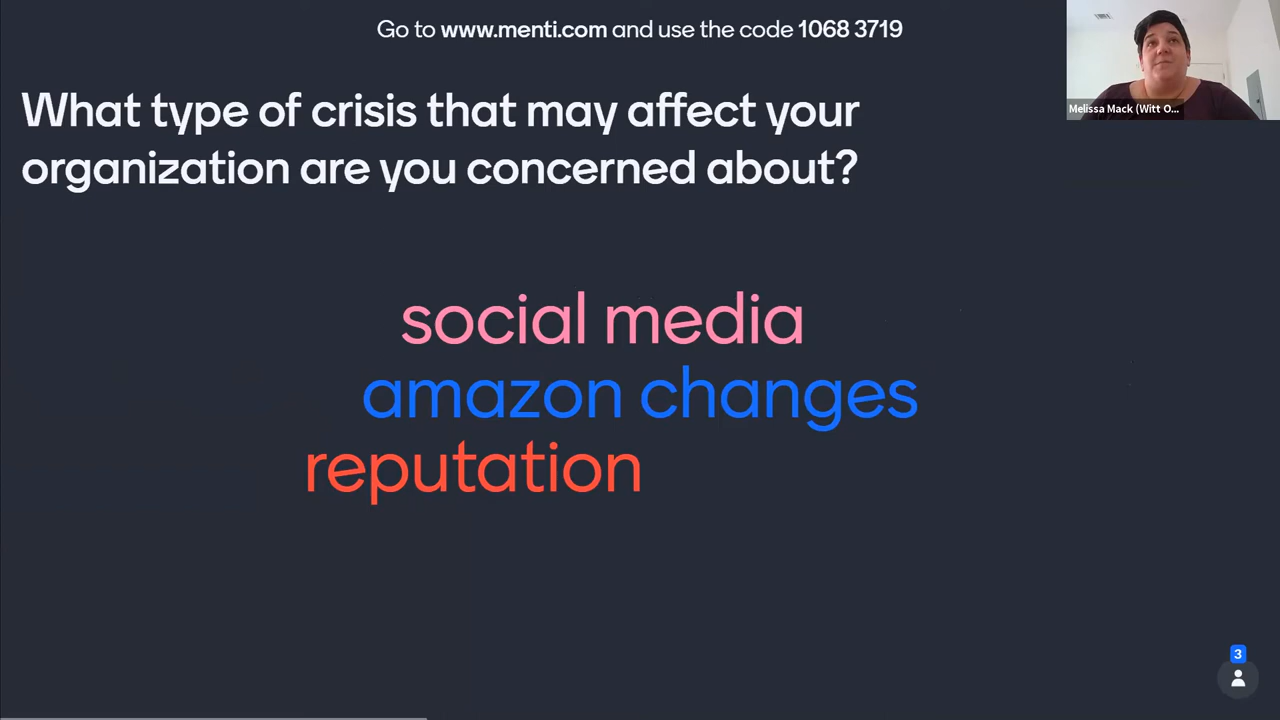 Go to www.menti.com and use the code 1068 3719
Melissa Mack (Witt O...
What type of crisis that may affect your
organization are you concerned about?
social media
amazon changes
reputation
3